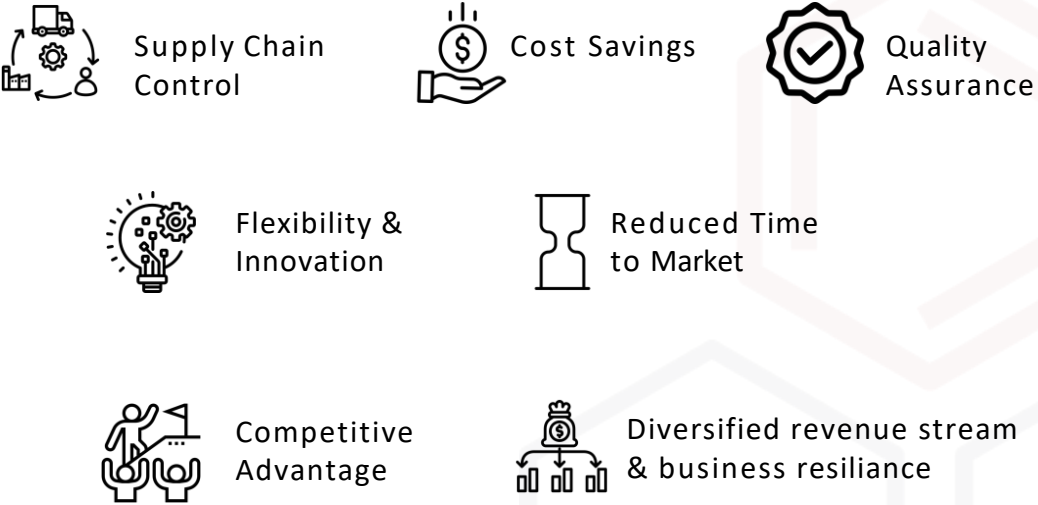 Supply Chain
Control
Cost Savings
Quality
Assurance
Flexibility &
Innovation
Reduced Time
to Market
Competitive
Advantage
Diversified revenue stream
& business resiliance